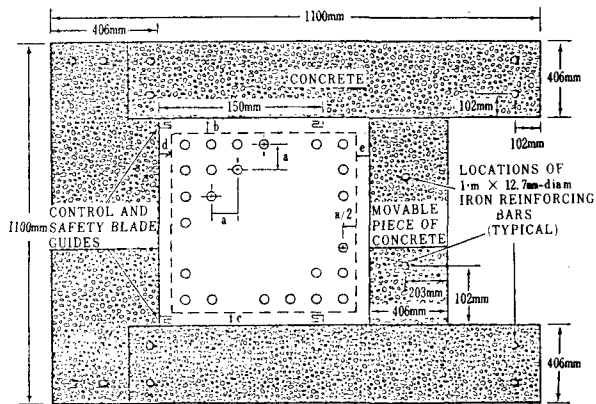 1100mm
406mm
CONCRETE
406mm
150mm
102mm
102mm
b
d
e
a
a
a/2
LOCATIONS OF
1·m × 12.7mm-diam
IRON REINFORCING
BARS
(TYPICAL)
1100mm
CONTROL AND
SAFETY BLADE
GUIDES
MOVABLE
PIECE OF
CONCRETE
203mm
102mm
406mm
c
406mm